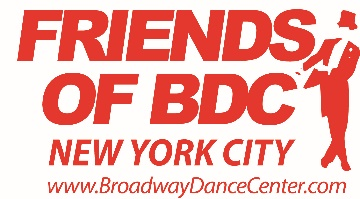 FRIENDS
OF BDC
NEW YORK CITY
www.BroadwayDanceCenter.com